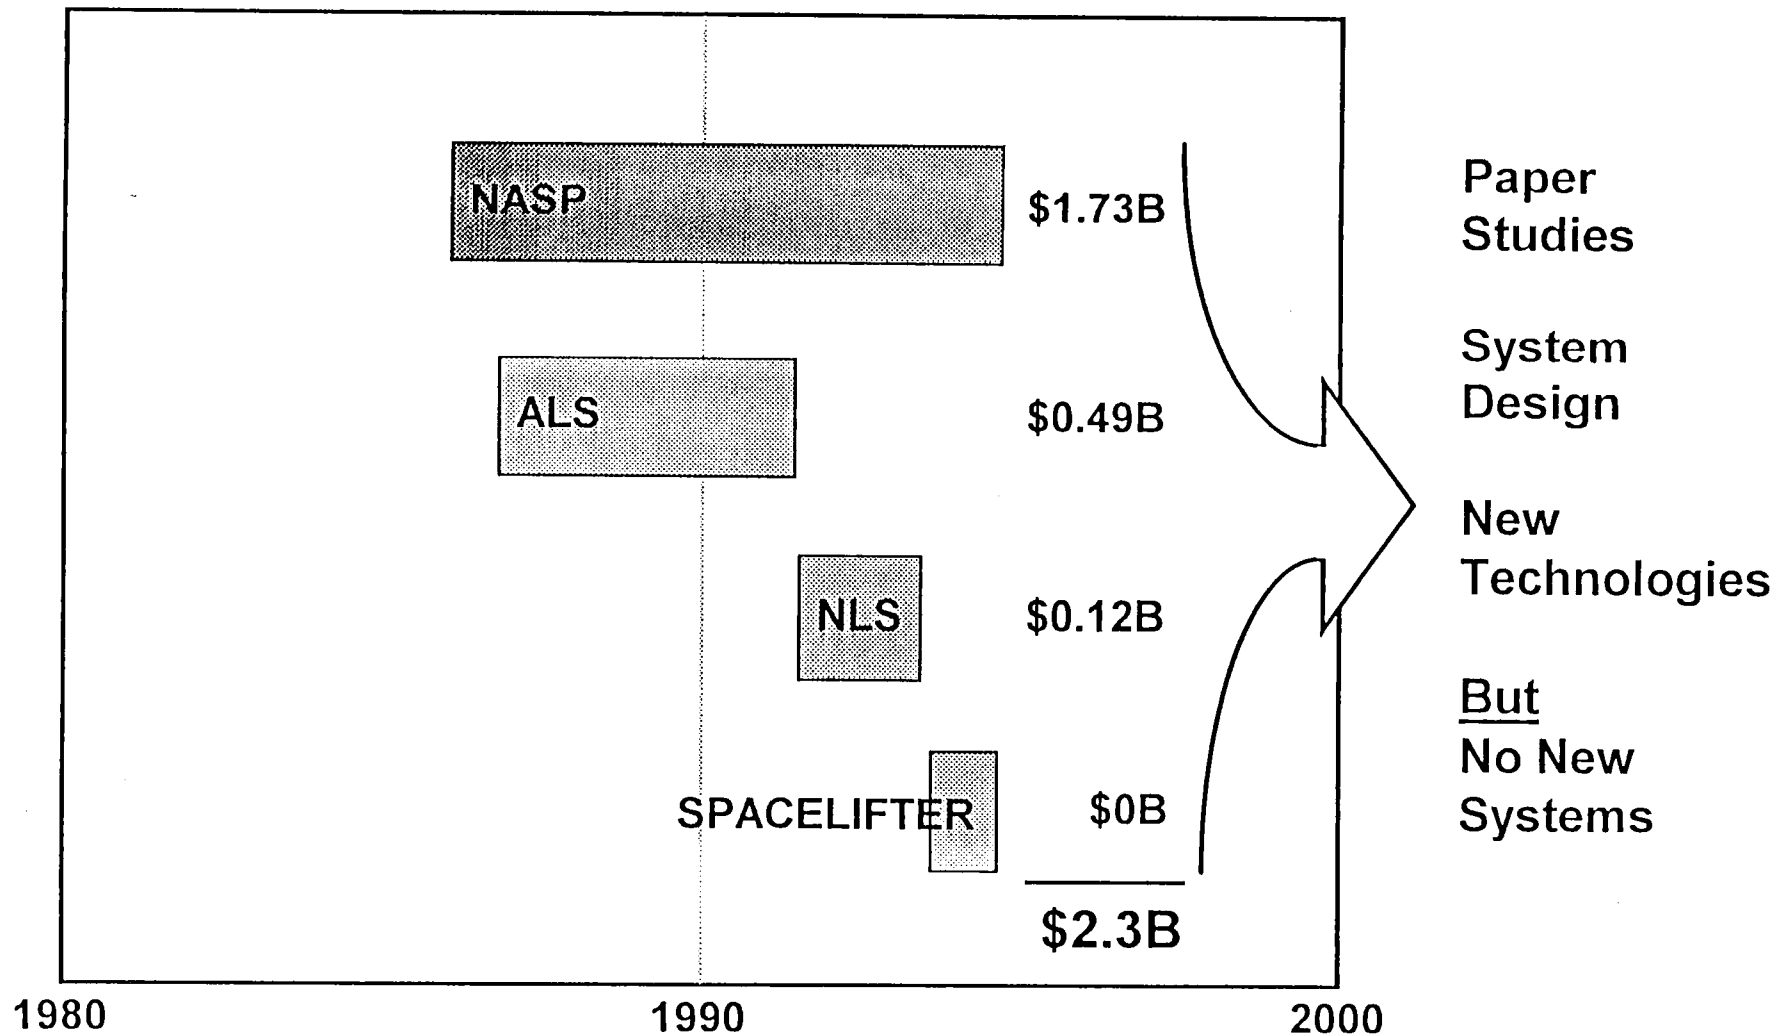 NASP
$1.73B
ALS
$0.49B
NLS
$0.12B
SPACELIFTER
$0B
$2.3B
1980
1990
2000
Paper
Studies
System
Design
New
Technologies
But
No New
Systems